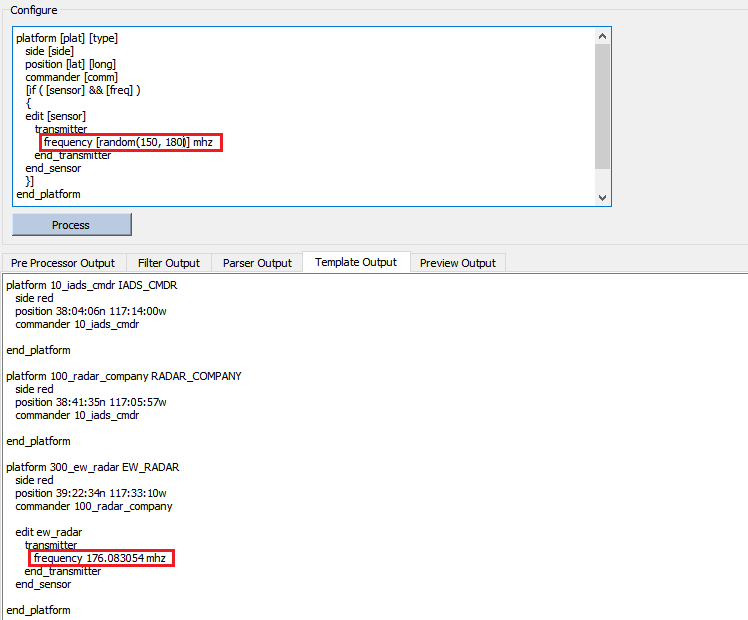 Configure
platform [plat] [type]
side [side]
position [lat] [long]
commander [comm]
[if ( [sensor] && [freq] )
{
edit [sensor]
transmitter
frequency [random(150, 180)] mhz
end_transmitter
end_sensor
}]
end_platform
Process
Pre Processor Output Filter Output Parser Output Template Output Preview Output
platform 10_iads_cmdr IADS_CMDR
side red
position 38:04:06n 117:14:00w
commander 10_iads_cmdr
end_platform
platform 100_radar_company RADAR_COMPANY
side red
position 38:41:35n 117:05:57w
commander 10_iads_cmdr
end_platform
platform 300_ew_radar EW_RADAR
side red
position 39:22:34n 117:33:10w
commander 100_radar_company
edit ew_radar
transmitter
frequency 176.083054 mhz
end_transmitter
end_sensor
end_platform